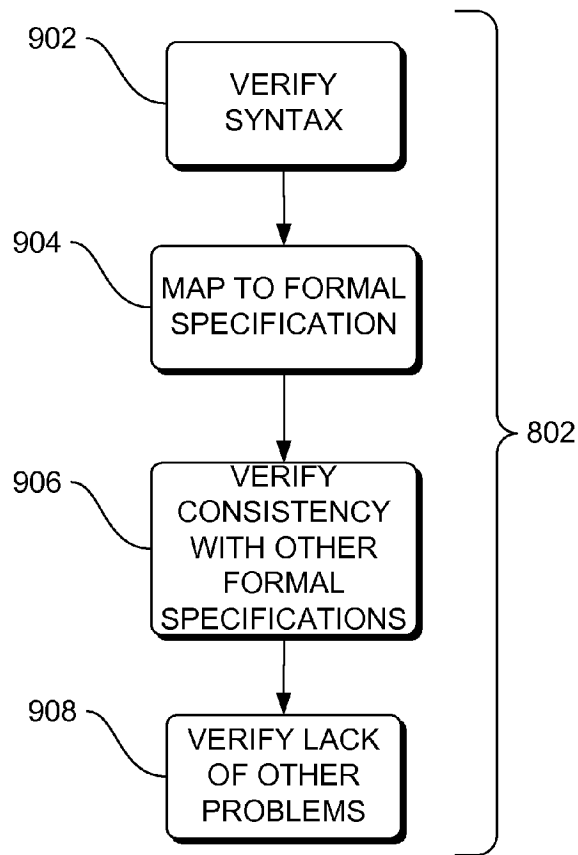 902
VERIFY
SYNTAX
904
MAP TO FORMAL
SPECIFICATION
802
906
VERIFY
CONSISTENCY
WITH OTHER
FORMAL
SPECIFICATIONS
908
VERIFY LACK
OF OTHER
PROBLEMS